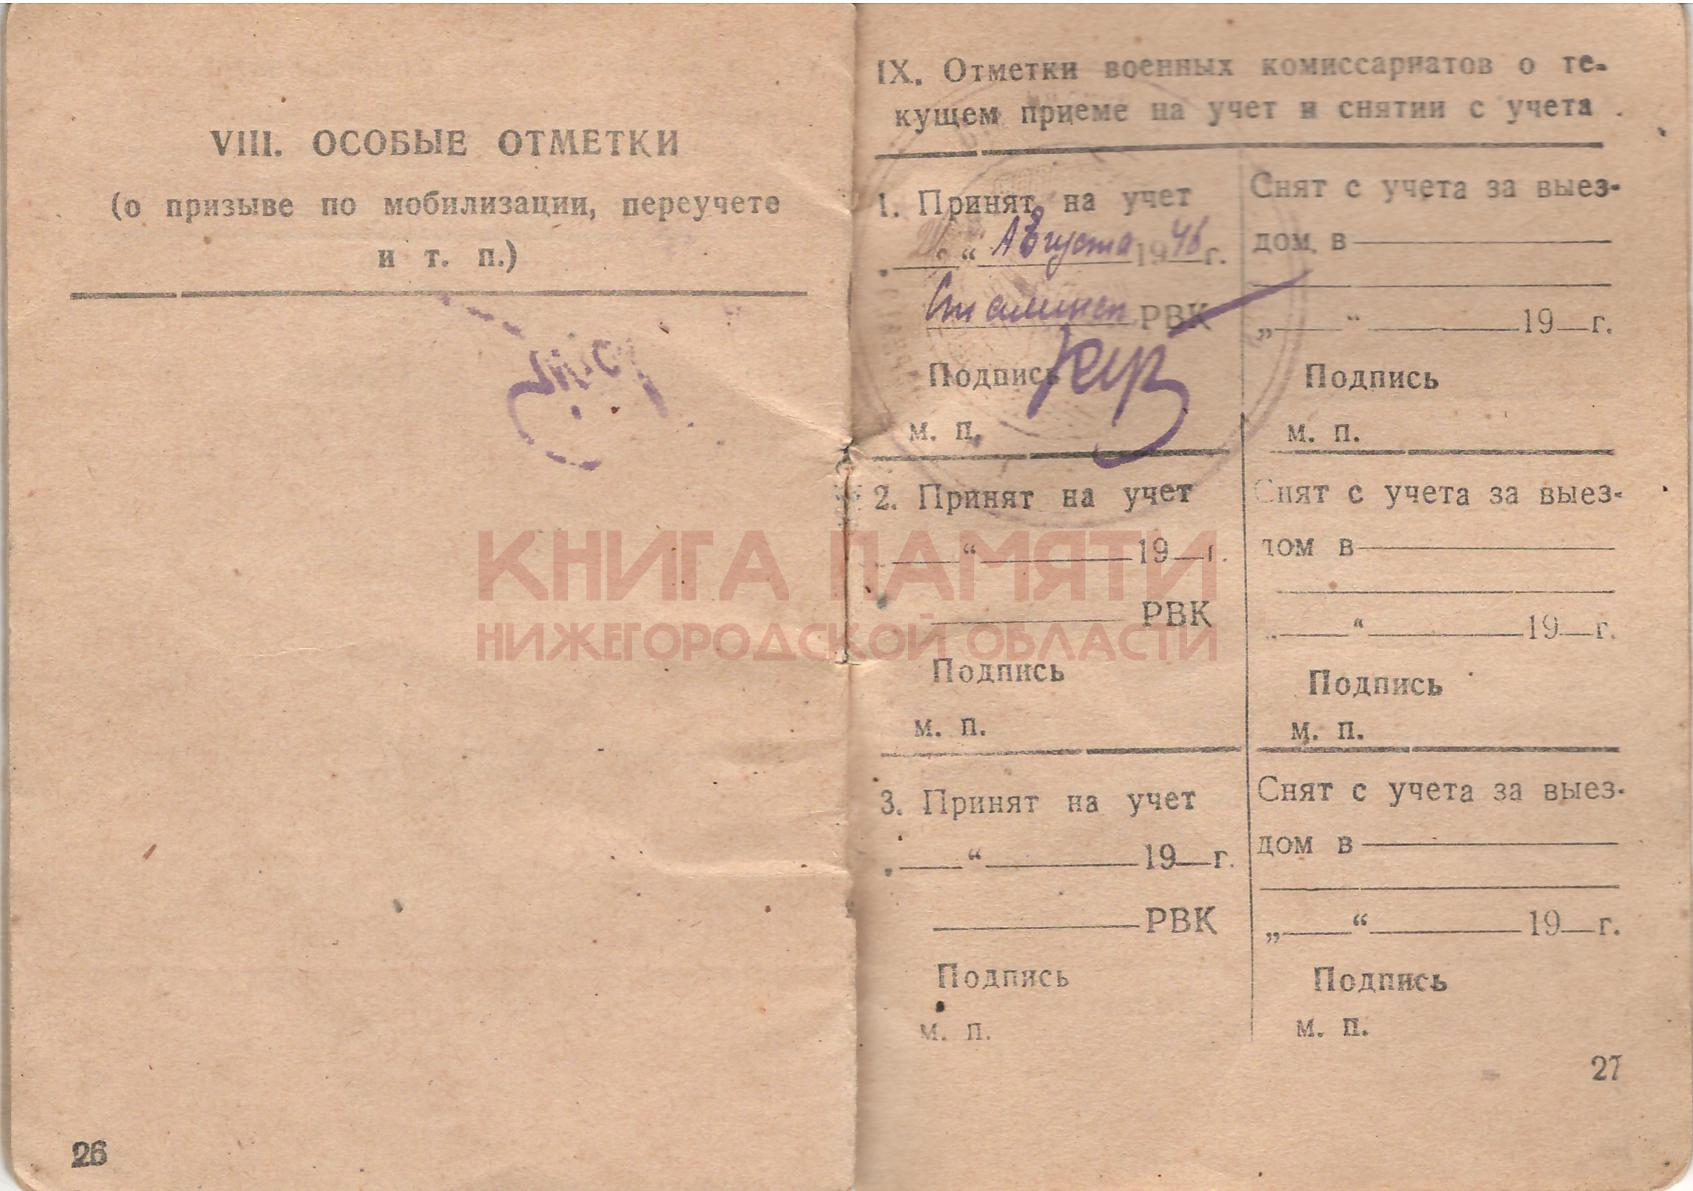 VIII. ОСОБЫЕ ОТМЕТКИ
(о призыве по мобилизации, переучете
и т. п.)
26
IX. Отметки военных комиссариатов о те-
кущем приеме на учет и снятии с учета
1. Принят на учет
„ “ Августа 1946 г.
РВК
Подпись
м. п.
Снят с учета за выез-
дом в
„ “ 19 г.
Подпись
м. п.
2. Принят на учет
„ “ 19 г.
РВК
Подпись
м. п.
Снят с учета за выез-
дом в
„ “ 19 г.
Подпись
м. п.
3. Принят на учет
„ “ 19 г.
РВК
Подпись
м. п.
Снят с учета за выез-
дом в
„ “ 19 г.
Подпись
м. п.
27
КНИГА ПАМЯТИ
НИЖЕГОРОДСКОЙ ОБЛАСТИ